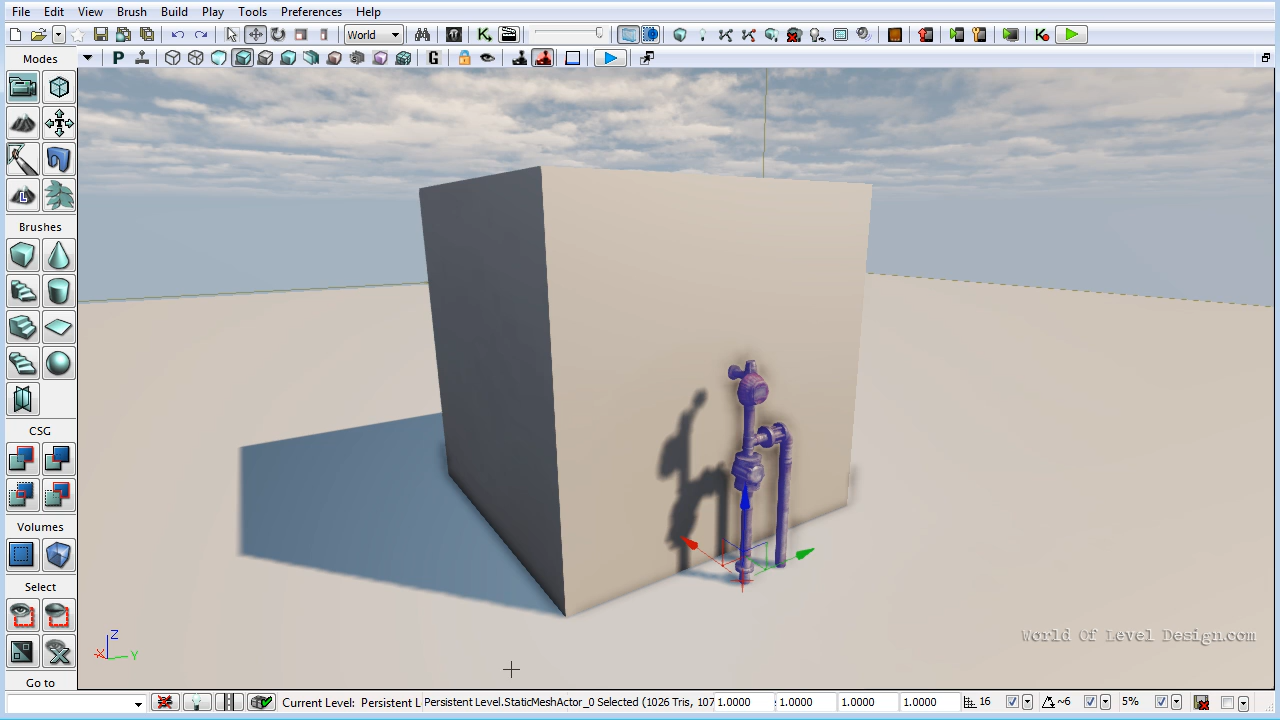 File Edit View Brush Build Play Tools Preferences Help
World
Modes
P
G
L
Brushes
CSG
Volumes
Select
Go to
Z
X Y
World Of Level Design.com
Current Level: Persistent L Persistent Level.StaticMeshActor_0 Selected (1026 Tris, 107 1.0000 1.0000 1.0000 1.0000 16 ~6 5%